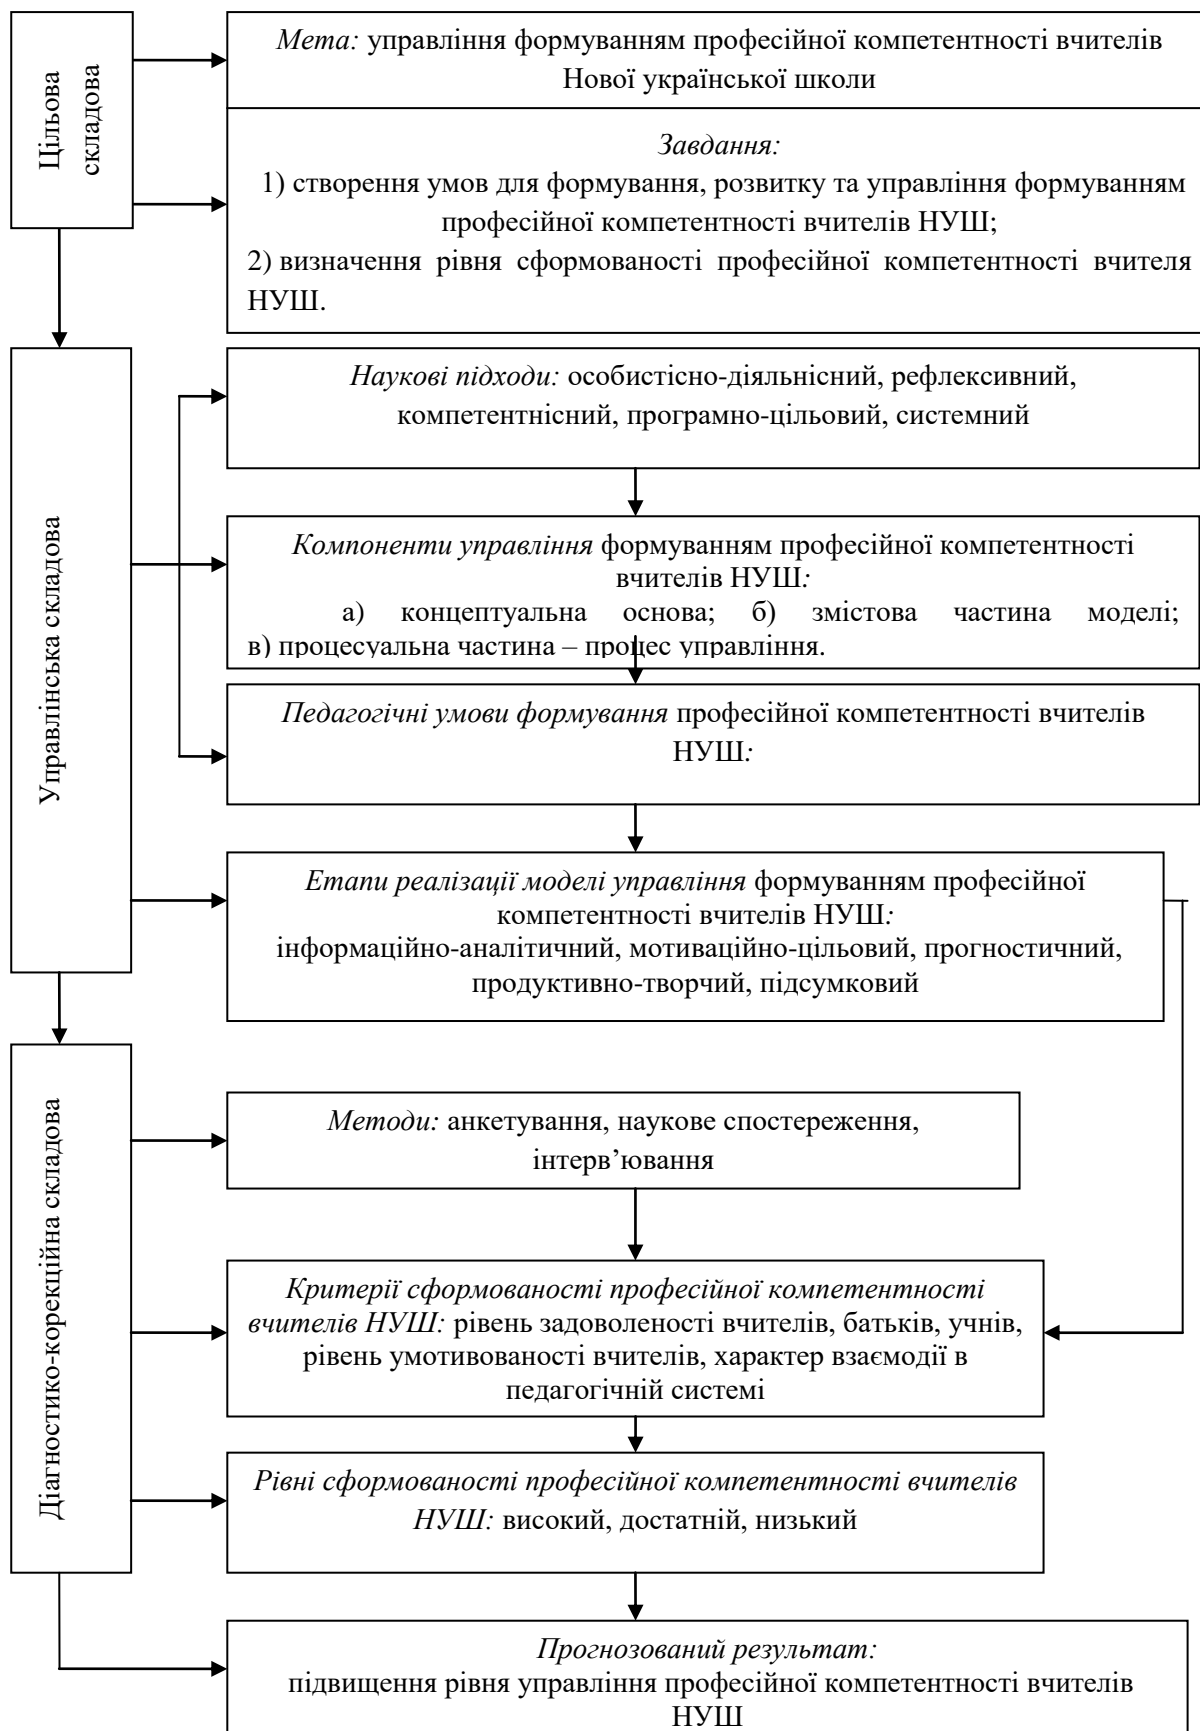 Цільова
складова
Мета: управління формуванням професійної компетентності вчителів
Нової української школи
Завдання:
1) створення умов для формування, розвитку та управління формуванням
професійної компетентності вчителів НУШ;
2) визначення рівня сформованості професійної компетентності вчителя
НУШ.
Управлінська складова
Наукові підходи: особистісно-діяльнісний, рефлексивний,
компетентнісний, програмно-цільовий, системний
Компоненти управління формуванням професійної компетентності
вчителів НУШ:
а) концептуальна основа; б) змістова частина моделі;
в) процесуальна частина – процес управління.
Педагогічні умови формування професійної компетентності вчителів
НУШ:
Етапи реалізації моделі управління формуванням професійної
компетентності вчителів НУШ:
інформаційно-аналітичний, мотиваційно-цільовий, прогностичний,
продуктивно-творчий, підсумковий
Діагностико-корекційна складова
Методи: анкетування, наукове спостереження,
інтерв’ювання
Критерії сформованості професійної компетентності
вчителів НУШ: рівень задоволеності вчителів, батьків, учнів,
рівень умотивованості вчителів, характер взаємодії в
педагогічній системі
Рівні сформованості професійної компетентності вчителів
НУШ: високий, достатній, низький
Прогнозований результат:
підвищення рівня управління професійної компетентності вчителів
НУШ